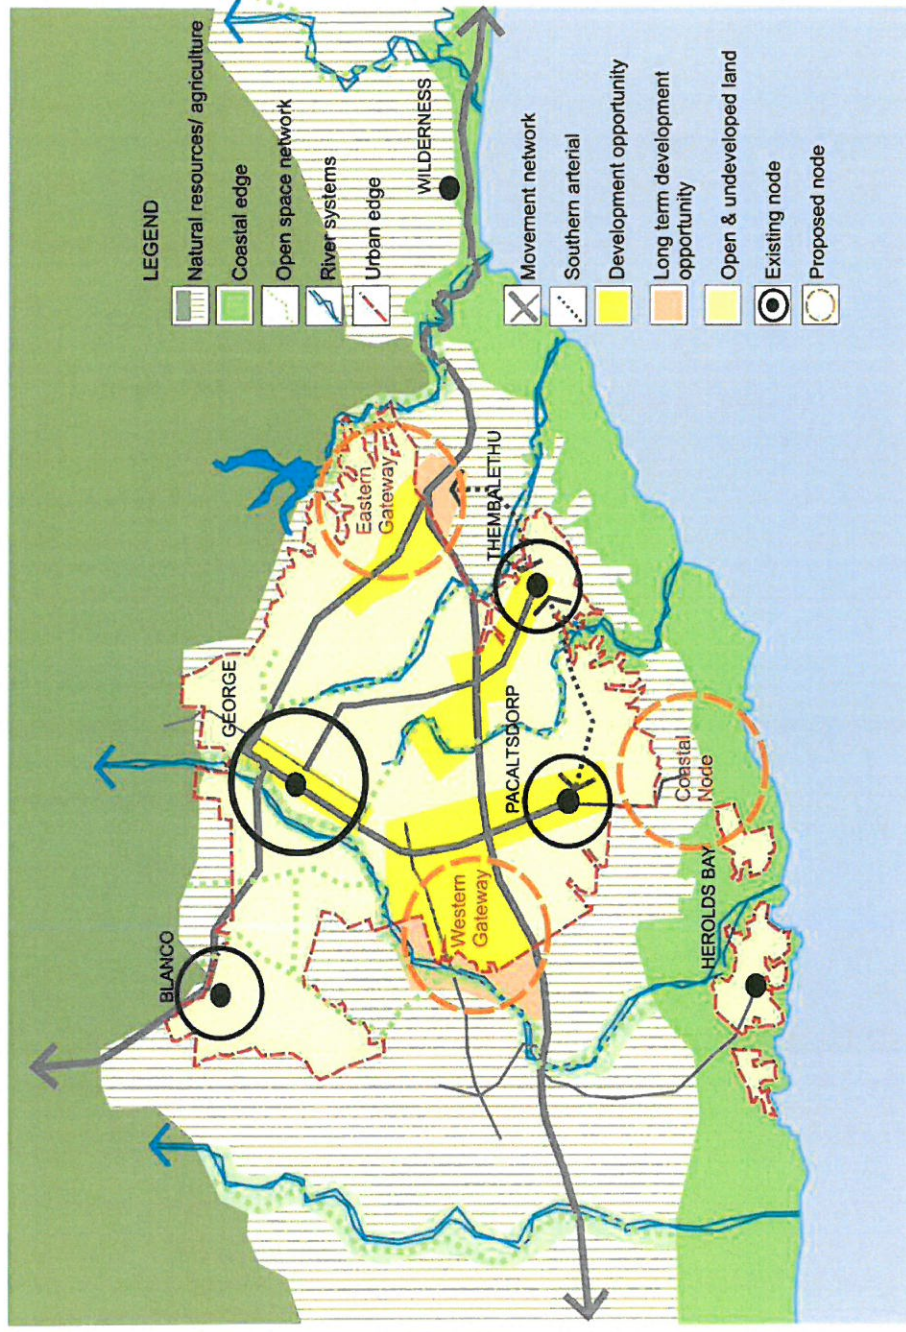 LEGEND
Natural resources/ agriculture
Coastal edge
Open space network
River systems
Urban edge
Movement network
Southern arterial
Development opportunity
Long term development
opportunity
Open & undeveloped land
Existing node
Proposed node
BLANCO
GEORGE
Eastern
Gateway
WILDERNESS
Western
Gateway
PACALTSDORP
THEMBALETHU
Coastal
Node
HEROLDS BAY